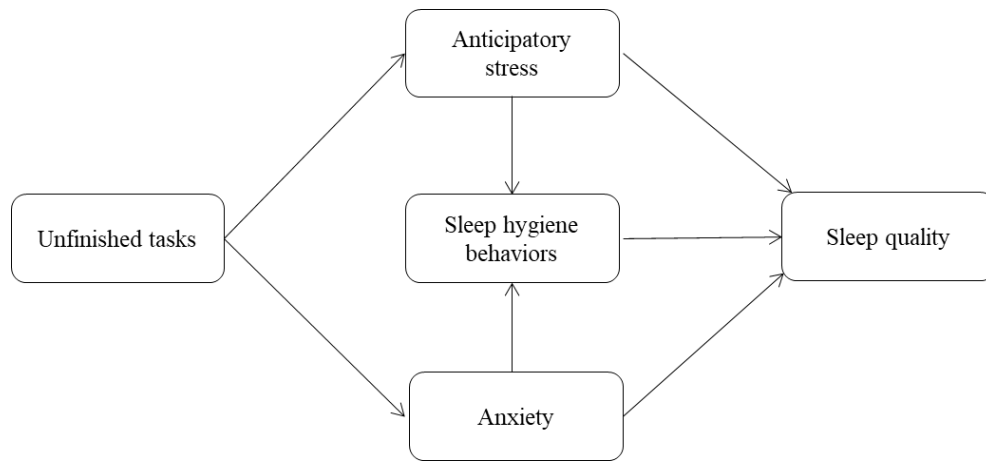 Anticipatory
stress
Unfinished tasks
Sleep hygiene
behaviors
Sleep quality
Anxiety